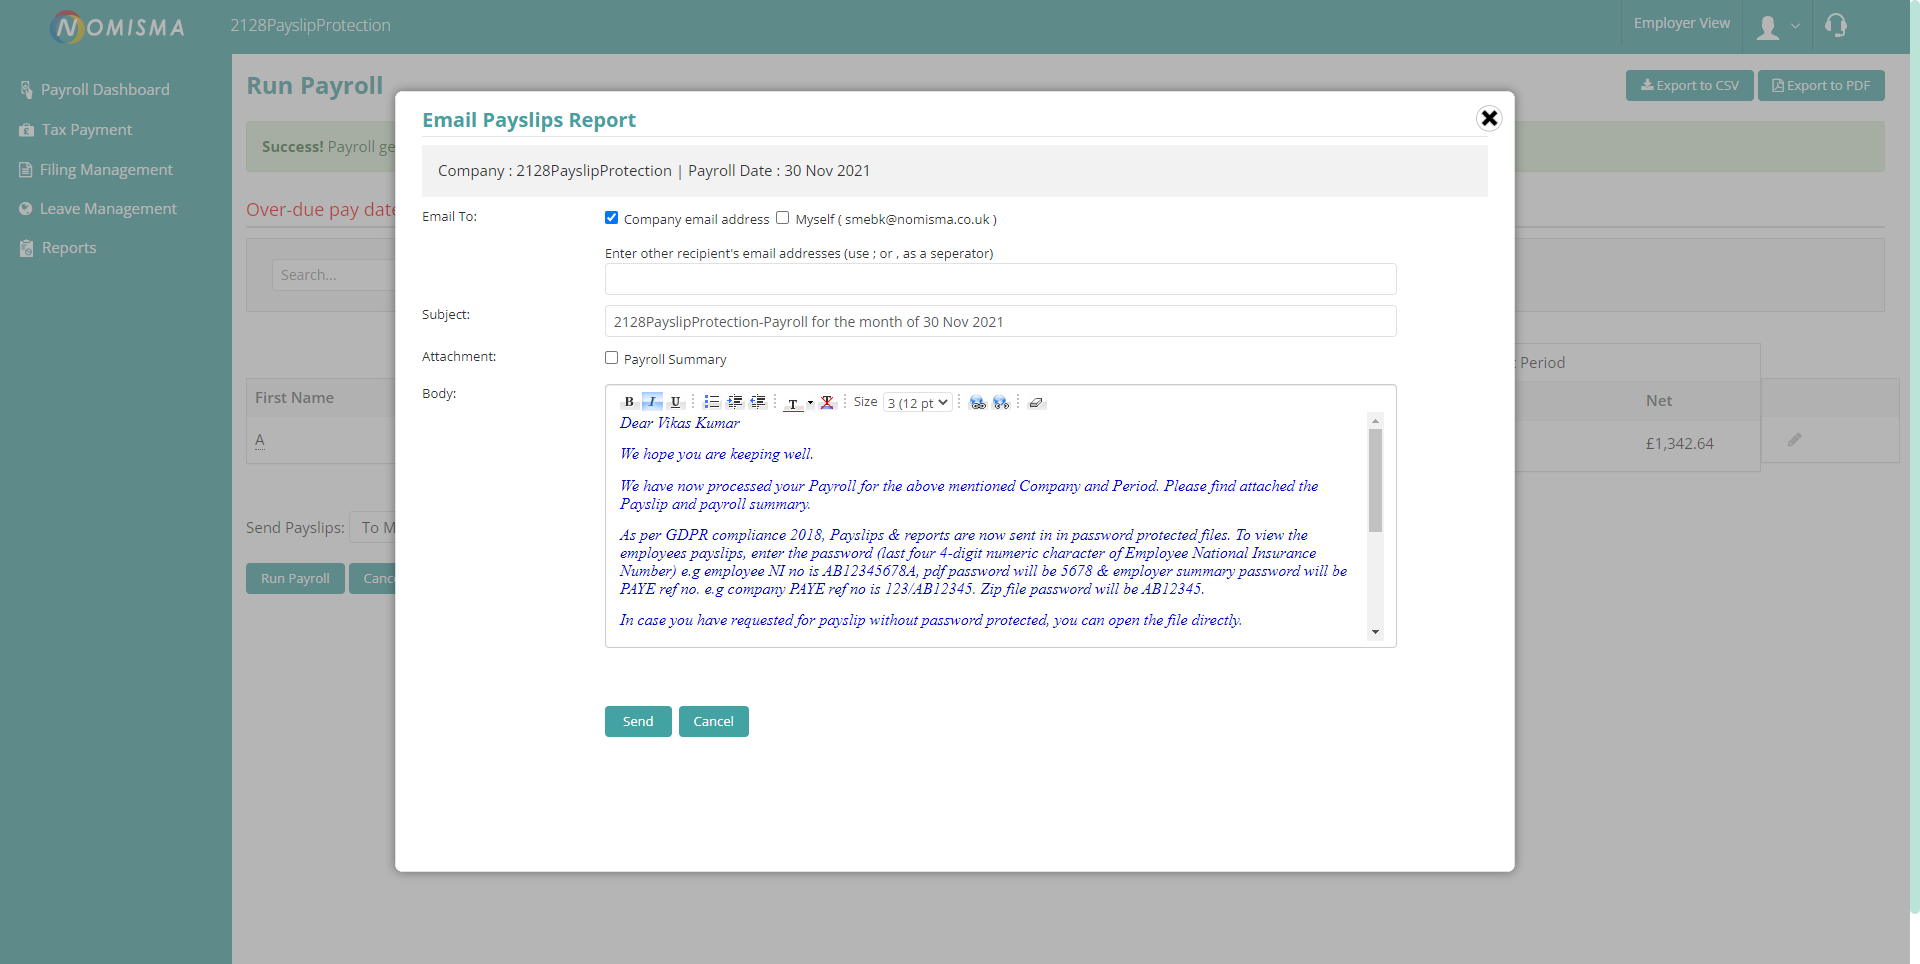 NOMISMA
2128PayslipProtection
Employer View
Payroll Dashboard
Tax Payment
Filing Management
Leave Management
Reports
Run Payroll
Export to CSV
Export to PDF
Success! Payroll ge
Over-due pay date
Search...
First Name
A
Period
Net
£1,342.64
Send Payslips: To M
Run Payroll
Canc
Email Payslips Report
Company : 2128PayslipProtection | Payroll Date : 30 Nov 2021
Email To:
Company email address
Myself ( smebk@nomisma.co.uk )
Enter other recipient's email addresses (use ; or , as a seperator)
Subject:
2128PayslipProtection-Payroll for the month of 30 Nov 2021
Attachment:
Payroll Summary
Body:
B I U T T Size 3 (12 pt
Dear Vikas Kumar
We hope you are keeping well.
We have now processed your Payroll for the above mentioned Company and Period. Please find attached the
Payslip and payroll summary.
As per GDPR compliance 2018, Payslips & reports are now sent in in password protected files. To view the
employees payslips, enter the password (last four 4-digit numeric character of Employee National Insurance
Number) e.g employee NI no is AB12345678A, pdf password will be 5678 & employer summary password will be
PAYE ref no. e.g company PAYE ref no is 123/AB12345. Zip file password will be AB12345.
In case you have requested for payslip without password protected, you can open the file directly.
Send
Cancel